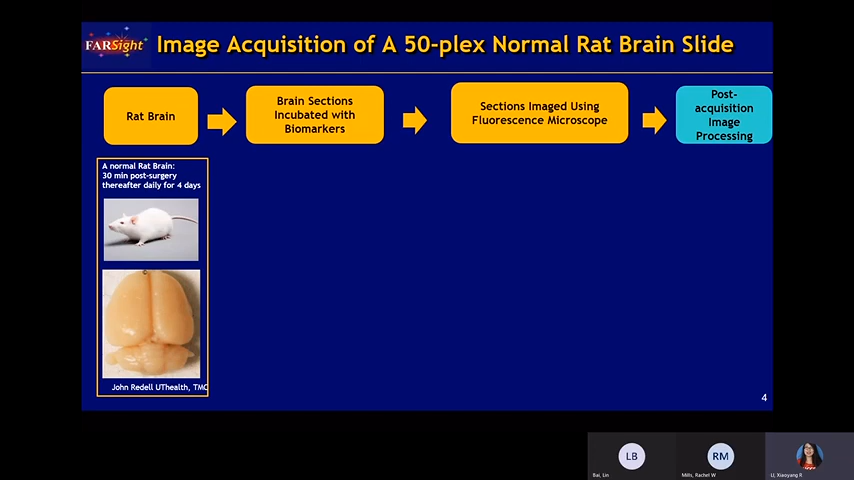 FARSight
Image Acquisition of A 50-plex Normal Rat Brain Slide
Rat Brain
Brain Sections
Incubated with
Biomarkers
Sections Imaged Using
Fluorescence Microscope
Post-
acquisition
Image
Processing
A normal Rat Brain:
30 min post-surgery
thereafter daily for 4 days
John Redell UThealth, TMC
4
LB
RM
Bai, Lin
Mills, Rachel W
LI, Xiaoyang R